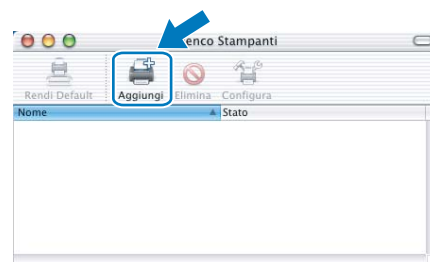 enco Stampanti
Rendi Default Aggiungi Elimina Configura
Nome Stato